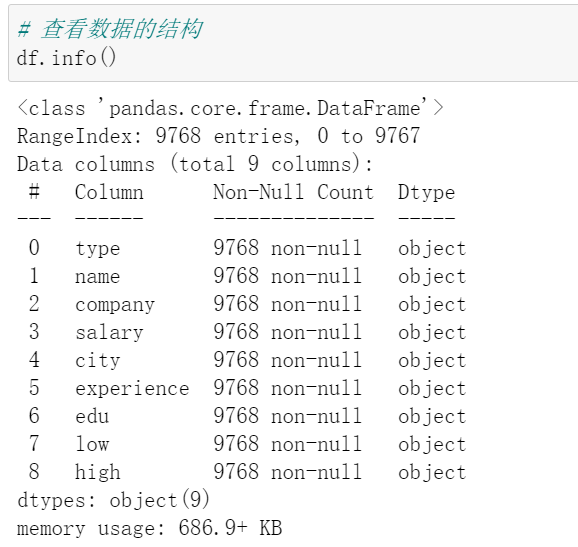 # 查看数据的结构
df.info()
<class 'pandas.core.frame.DataFrame'>
RangeIndex: 9768 entries, 0 to 9767
Data columns (total 9 columns):
 #   Column      Non-Null Count  Dtype
---  ------      --------------  -----
 0   type        9768 non-null   object
 1   name        9768 non-null   object
 2   company     9768 non-null   object
 3   salary      9768 non-null   object
 4   city        9768 non-null   object
 5   experience  9768 non-null   object
 6   edu         9768 non-null   object
 7   low         9768 non-null   object
 8   high        9768 non-null   object
dtypes: object(9)
memory usage: 686.9+ KB